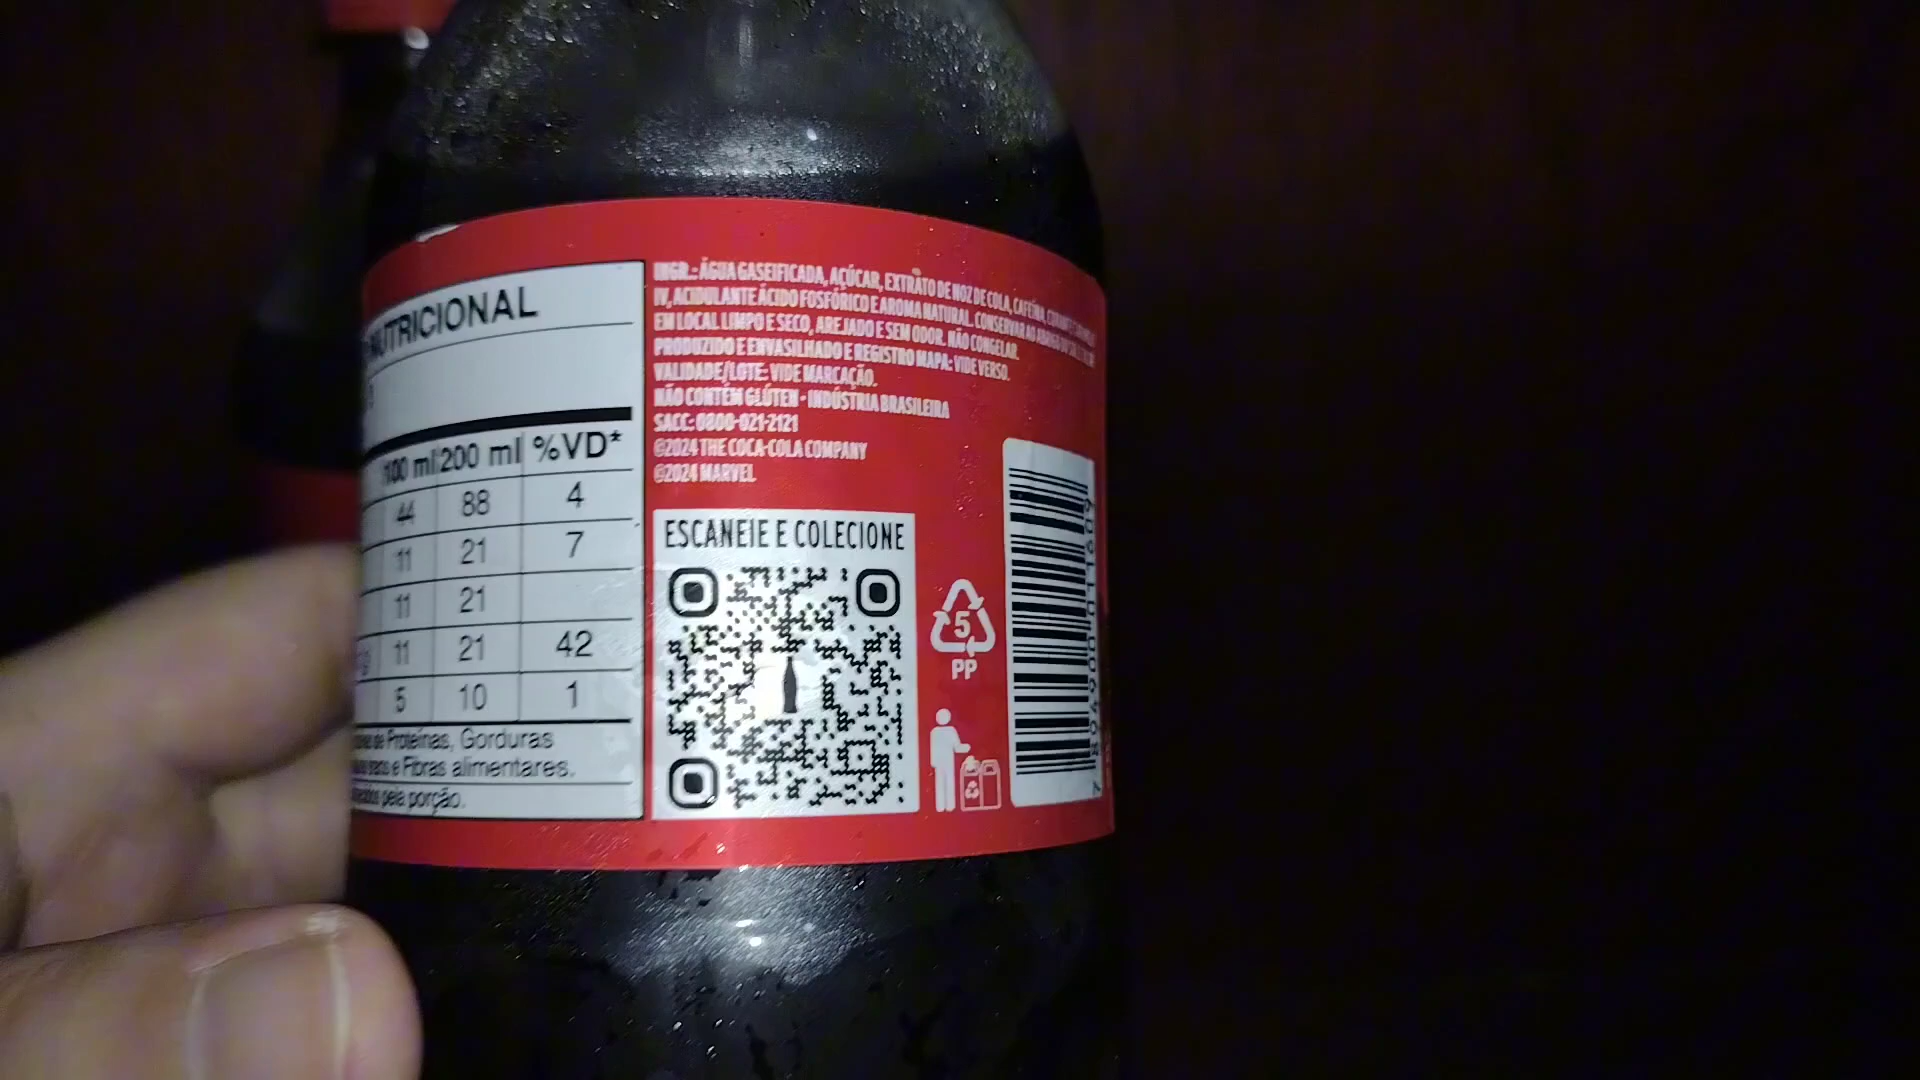 NUTRICIONAL
100 ml 200 ml %VD*
44 88 4
11 21 7
11 21
11 21 42
5 10 1
de Proteínas, Gorduras
e Fibras alimentares.
pela porção.
INGR.: ÁGUA GASEIFICADA, AÇÚCAR, EXTRATO DE NOZ DE COLA, CAFEÍNA,
IV, ACIDULANTE ÁCIDO FOSFÓRICO E AROMA NATURAL. CONSERVAR AO ABRIGO DO SOL,
EM LOCAL LIMPO E SECO, AREJADO E SEM ODOR. NÃO CONGELAR.
PRODUZIDO E ENVASILHADO E REGISTRO MAPA: VIDE VERSO.
VALIDADE/LOTE: VIDE MARCAÇÃO.
NÃO CONTÉM GLÚTEN - INDÚSTRIA BRASILEIRA
SACC: 0800-021-2121
©2024 THE COCA-COLA COMPANY
©2024 MARVEL
ESCANEIE E COLECIONE
5
PP